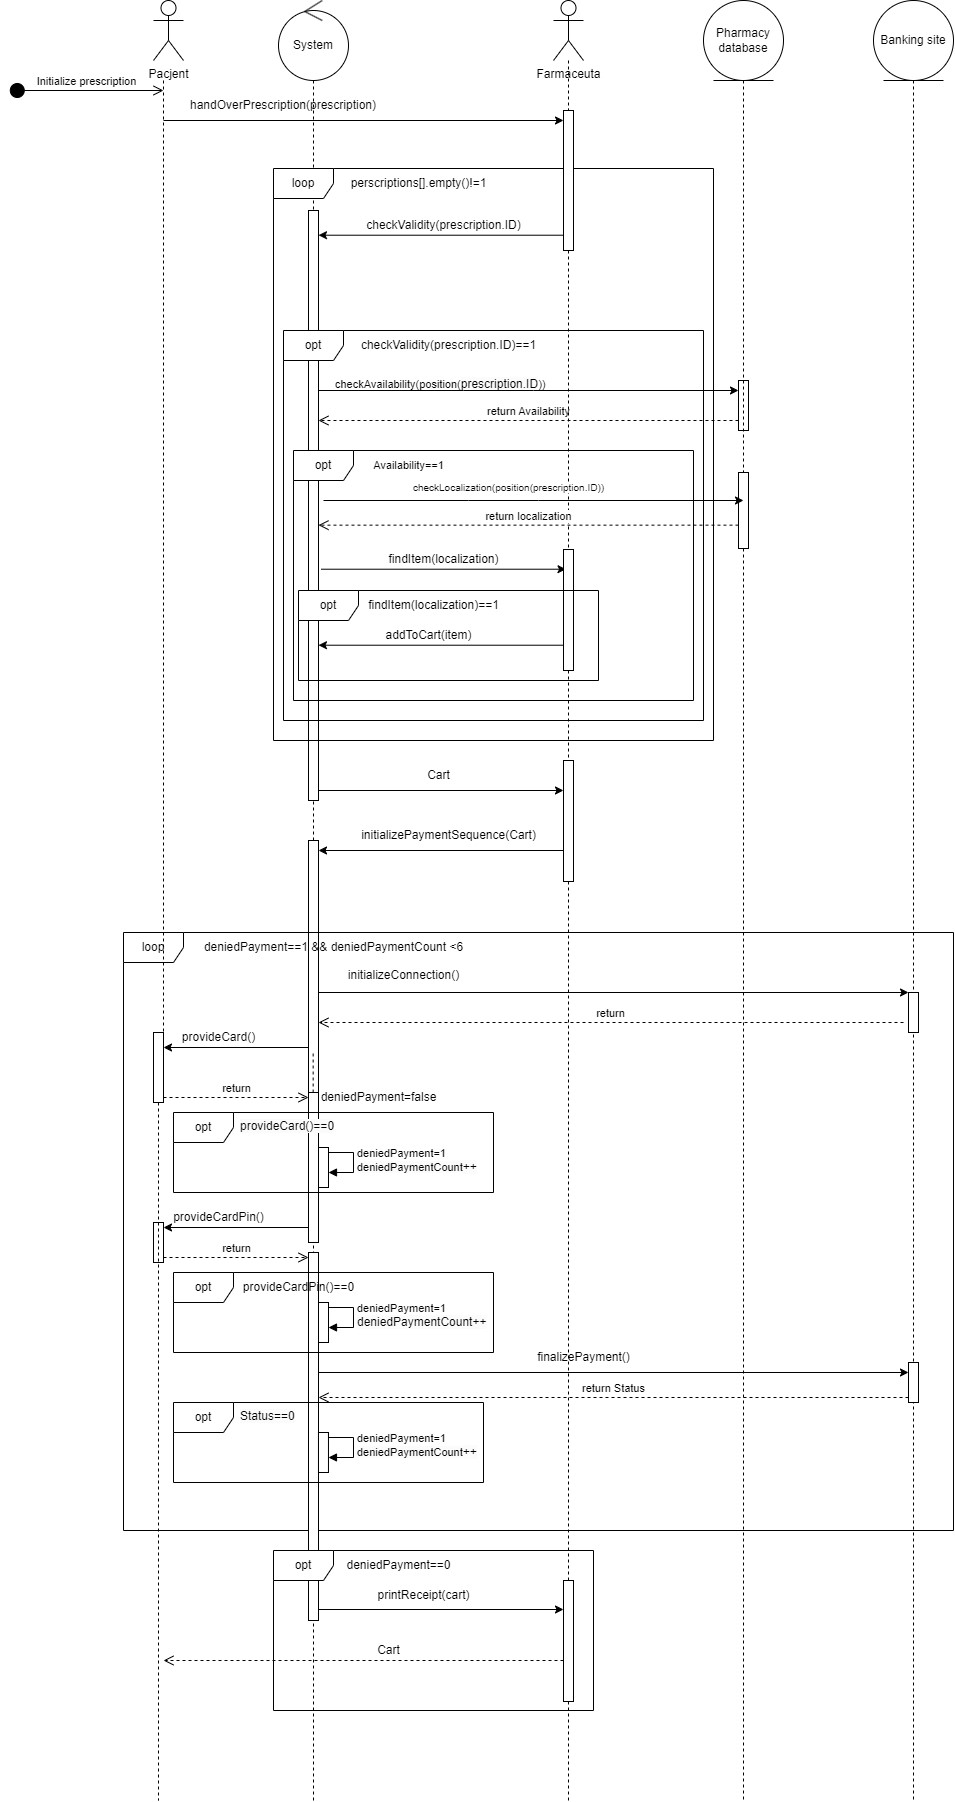 System
Pharmacy
database
Banking site
Pacjent
Farmaceuta
Initialize prescription
handOverPrescription(prescription)
loop
perscriptions[].empty()!=1
checkValidity(prescription.ID)
opt
checkValidity(prescription.ID)==1
checkAvailability(position(prescription.ID))
return Availability
opt
Availability==1
checkLocalization(position(prescription.ID))
return localization
findItem(localization)
opt
findItem(localization)==1
addToCart(item)
Cart
initializePaymentSequence(Cart)
loop
deniedPayment==1 && deniedPaymentCount <6
initializeConnection()
return
provideCard()
return
deniedPayment=false
opt
provideCard()==0
deniedPayment=1
deniedPaymentCount++
provideCardPin()
return
opt
provideCardPin()==0
deniedPayment=1
deniedPaymentCount++
finalizePayment()
return Status
opt
Status==0
deniedPayment=1
deniedPaymentCount++
opt
deniedPayment==0
printReceipt(cart)
Cart